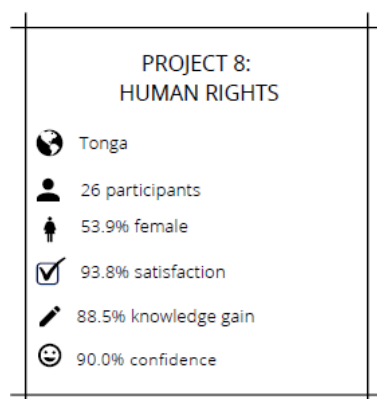 PROJECT 8:
HUMAN RIGHTS
Tonga
26 participants
53.9% female
93.8% satisfaction
88.5% knowledge gain
90.0% confidence